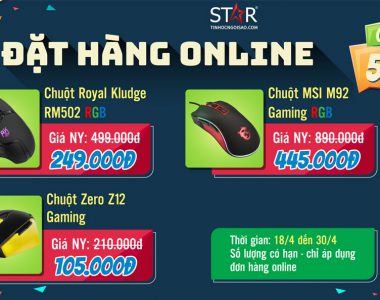 STAR
TINHOCNGOISAO.COM
ĐẶT HÀNG ONLINE
Chuột Royal Kludge
RM502 RGB
Giá NY: 499.000đ
249.000Đ
Chuột MSI M92
Gaming RGB
Giá NY: 890.000đ
445.000Đ
Chuột Zero Z12
Gaming
Giá NY: 210.000đ
105.000Đ
Thời gian: 18/4 đến 30/4
Số lượng có hạn - chỉ áp dụng
đơn hàng online